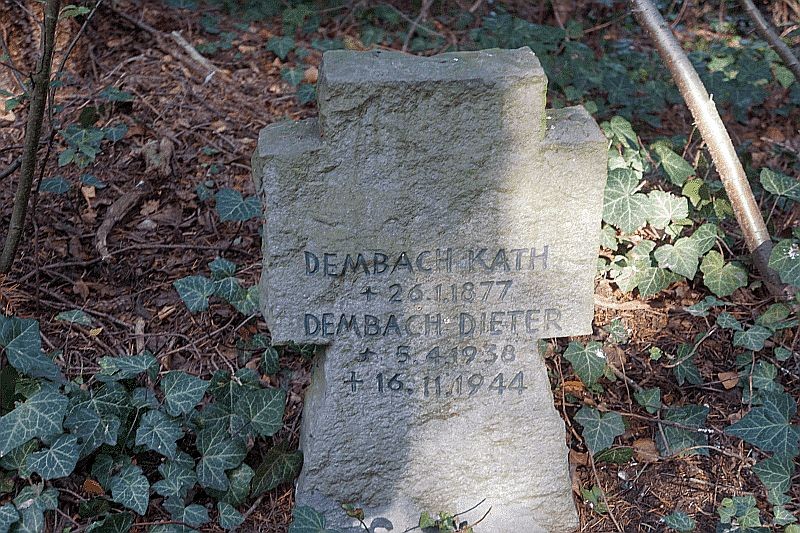 DEMBACH KATH
+ 26.1.1877
DEMBACH DIETER
+ 5.4.1938
+ 16.11.1944